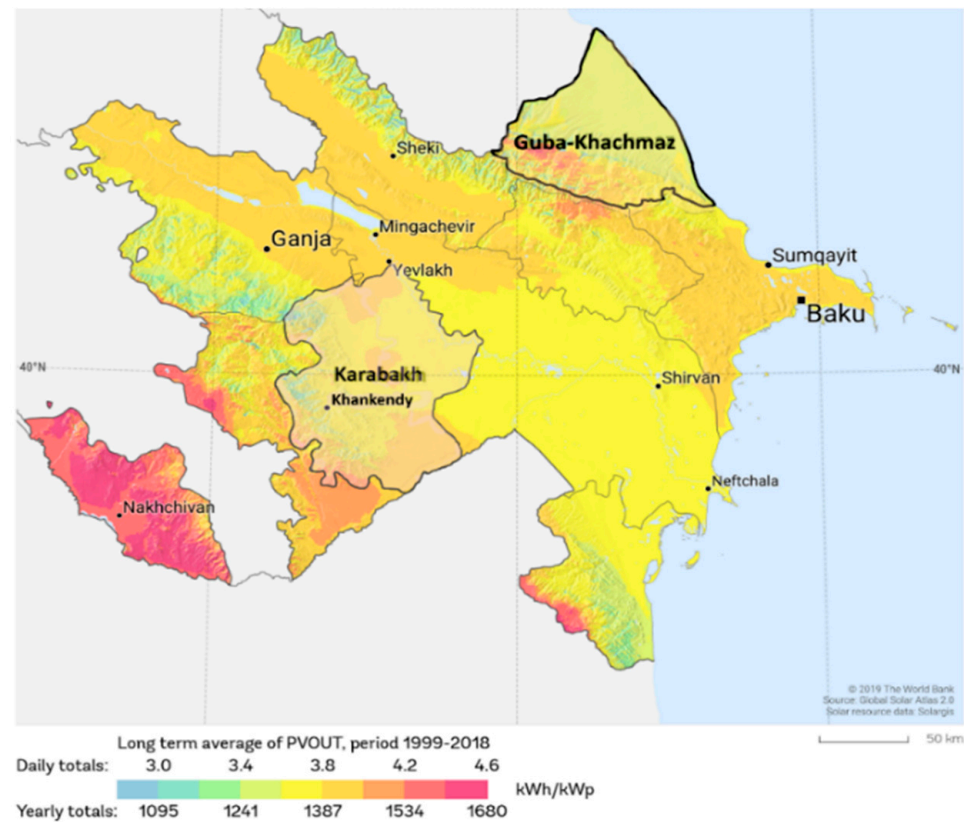 Guba-Khachmaz
Sheki
Mingachevir
Ganja
Yevlakh
Sumqayit
Baku
40°N
Karabakh
Khankendy
40°N
Shirvan
Nakhchivan
Neftchala
© 2019 The World Bank
Source: Global Solar Atlas 2.0
Solar resource data: Solargis
Long term average of PVOUT, period 1999-2018
50 km
Daily totals: 3.0 3.4 3.8 4.2 4.6
kWh/kWp
Yearly totals: 1095 1241 1387 1534 1680